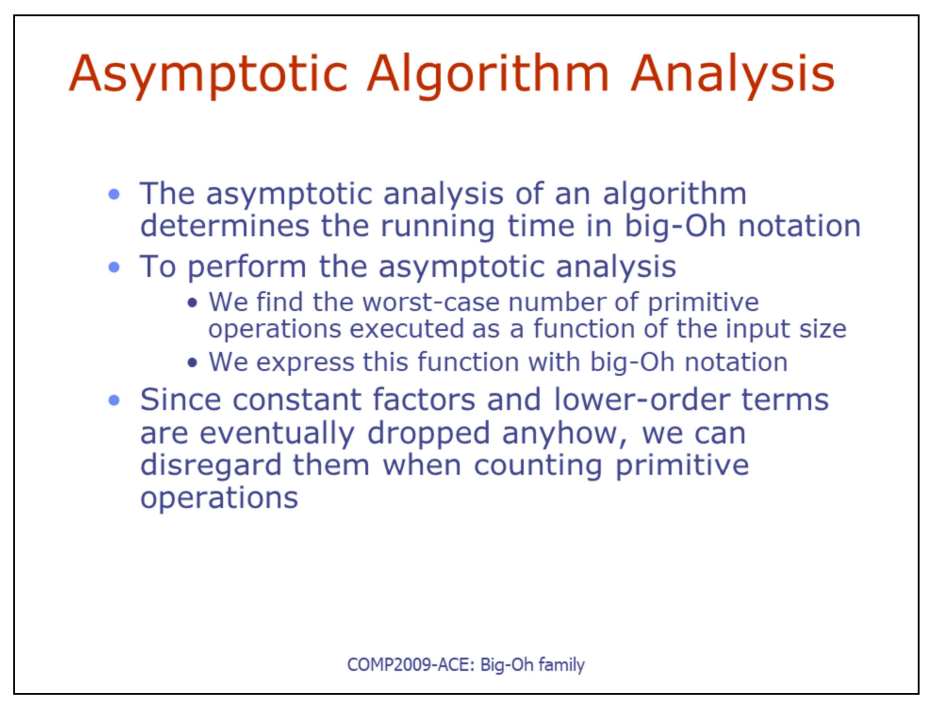 Asymptotic Algorithm Analysis
• The asymptotic analysis of an algorithm
determines the running time in big-Oh notation
• To perform the asymptotic analysis
• We find the worst-case number of primitive
operations executed as a function of the input size
• We express this function with big-Oh notation
• Since constant factors and lower-order terms
are eventually dropped anyhow, we can
disregard them when counting primitive
operations
COMP2009-ACE: Big-Oh family